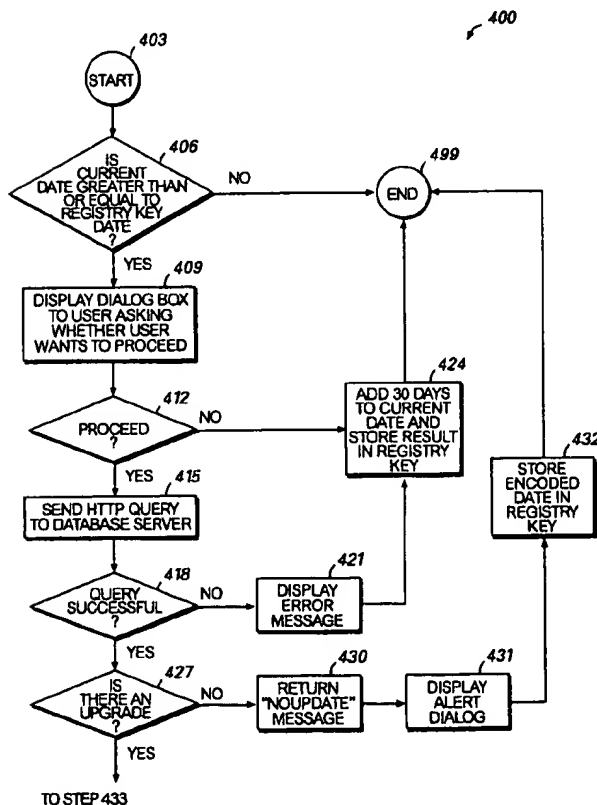 400
403
START
406
IS
CURRENT
DATE GREATER THAN
OR EQUAL TO
REGISTRY KEY
DATE
?
NO
499
END
YES
409
DISPLAY DIALOG BOX
TO USER ASKING
WHETHER USER
WANTS TO PROCEED
412
PROCEED
?
NO
424
ADD 30 DAYS
TO CURRENT
DATE AND
STORE RESULT
IN REGISTRY
KEY
432
STORE
ENCODED
DATE IN
REGISTRY
KEY
YES
415
SEND HTTP QUERY
TO DATABASE SERVER
418
QUERY
SUCCESSFUL
?
NO
421
DISPLAY
ERROR
MESSAGE
YES
427
IS
THERE AN
UPGRADE
?
NO
430
RETURN
"NOUPDATE"
MESSAGE
431
DISPLAY
ALERT
DIALOG
YES
TO STEP 433